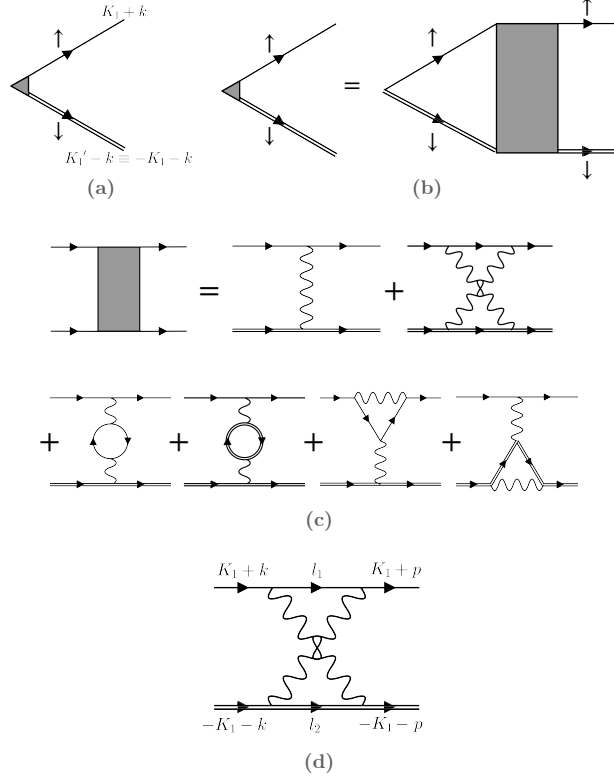 K₁ + k
↑ ↑ ↑ ↑
=
↓ ↓ ↓ ↓
K₁′ − k ≡ −K₁ − k
(a) (b)
= +
+ + + +
(c)
K₁ + k l₁ K₁ + p
−K₁ − k l₂ −K₁ − p
(d)